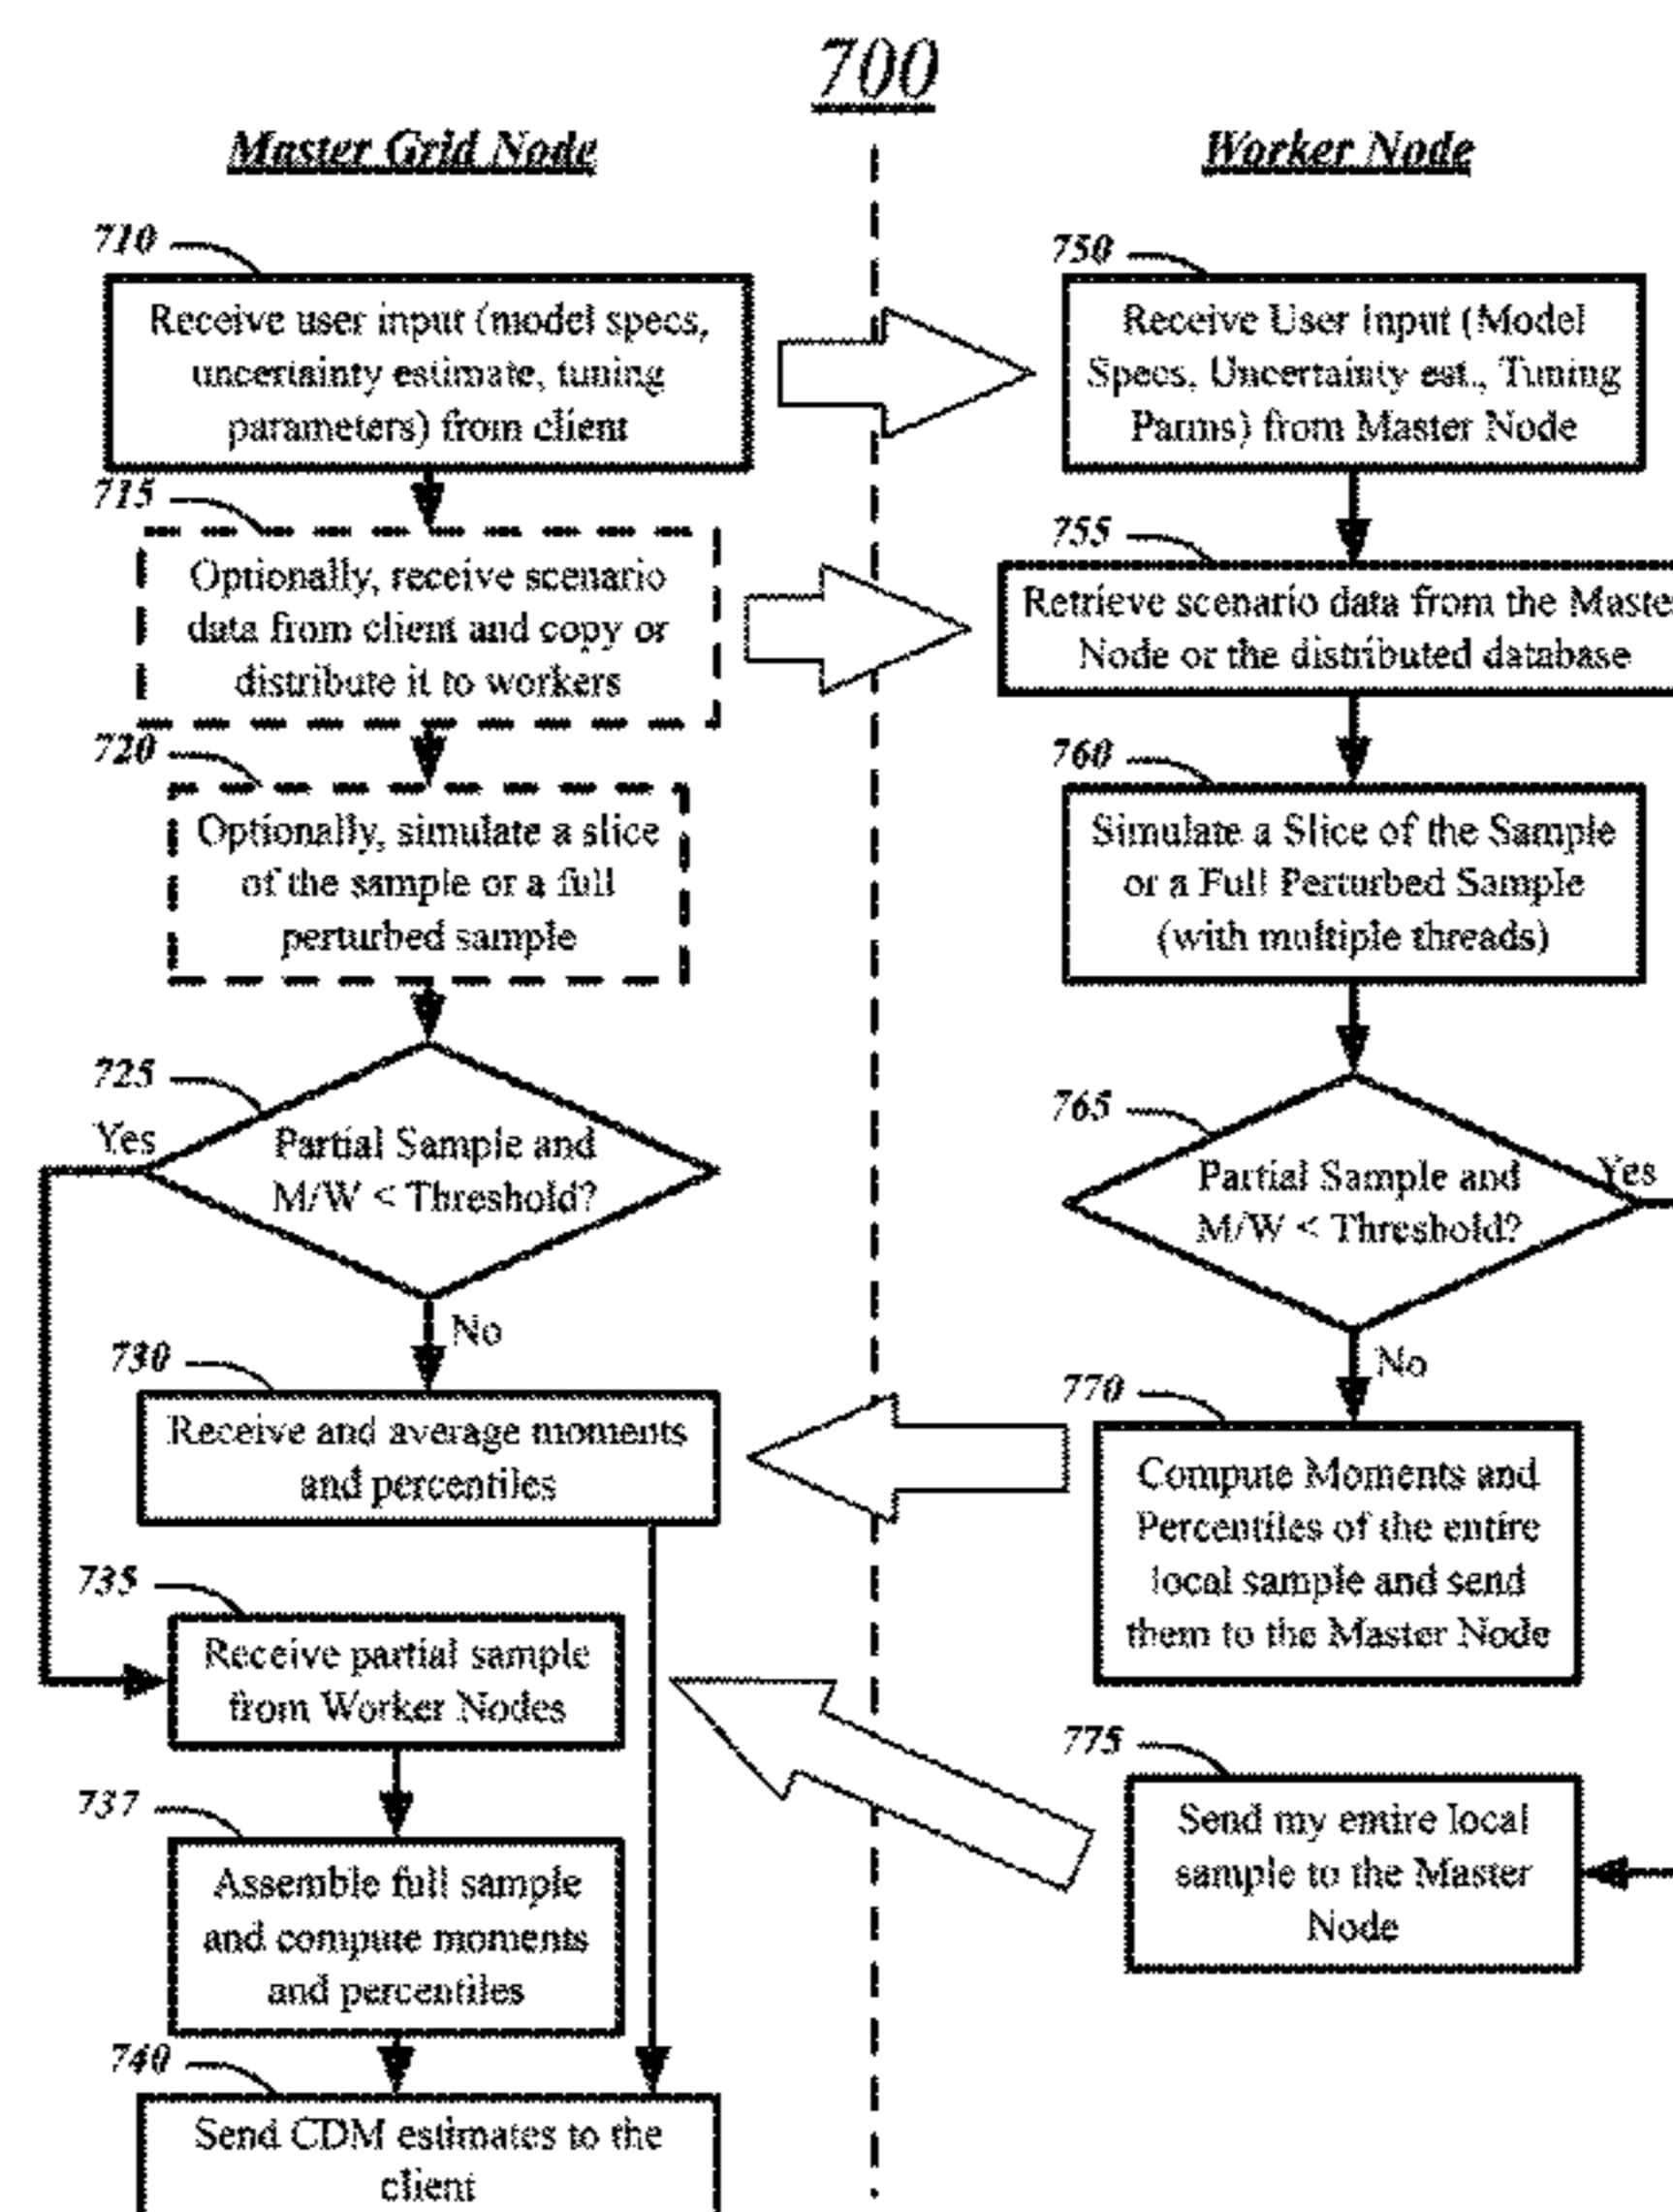 700
Master Grid Node
710
Receive user input (model specs,
uncertainty estimate, tuning
parameters) from client
715
Optionally, receive scenario
data from client and copy or
distribute it to workers
720
Optionally, simulate a slice
of the sample or a full
perturbed sample
725
Yes
Partial Sample and
M/W < Threshold?
No
730
Receive and average moments
and percentiles
735
Receive partial sample
from Worker Nodes
737
Assemble full sample
and compute moments
and percentiles
740
Send CDM estimates to the
client
Worker Node
750
Receive User Input (Model
Specs, Uncertainty est., Tuning
Parms) from Master Node
755
Retrieve scenario data from the Maste
Node or the distributed database
760
Simulate a Slice of the Sample
or a Full Perturbed Sample
(with multiple threads)
765
Yes
Partial Sample and
M/W < Threshold?
No
770
Compute Moments and
Percentiles of the entire
local sample and send
them to the Master Node
775
Send my entire local
sample to the Master
Node